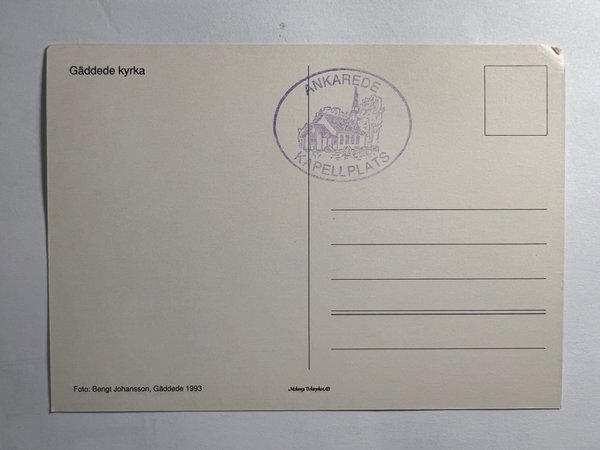 Gäddede kyrka
ANKAREDE
KAPELLPLATS
Foto: Bengt Johansson, Gäddede 1993